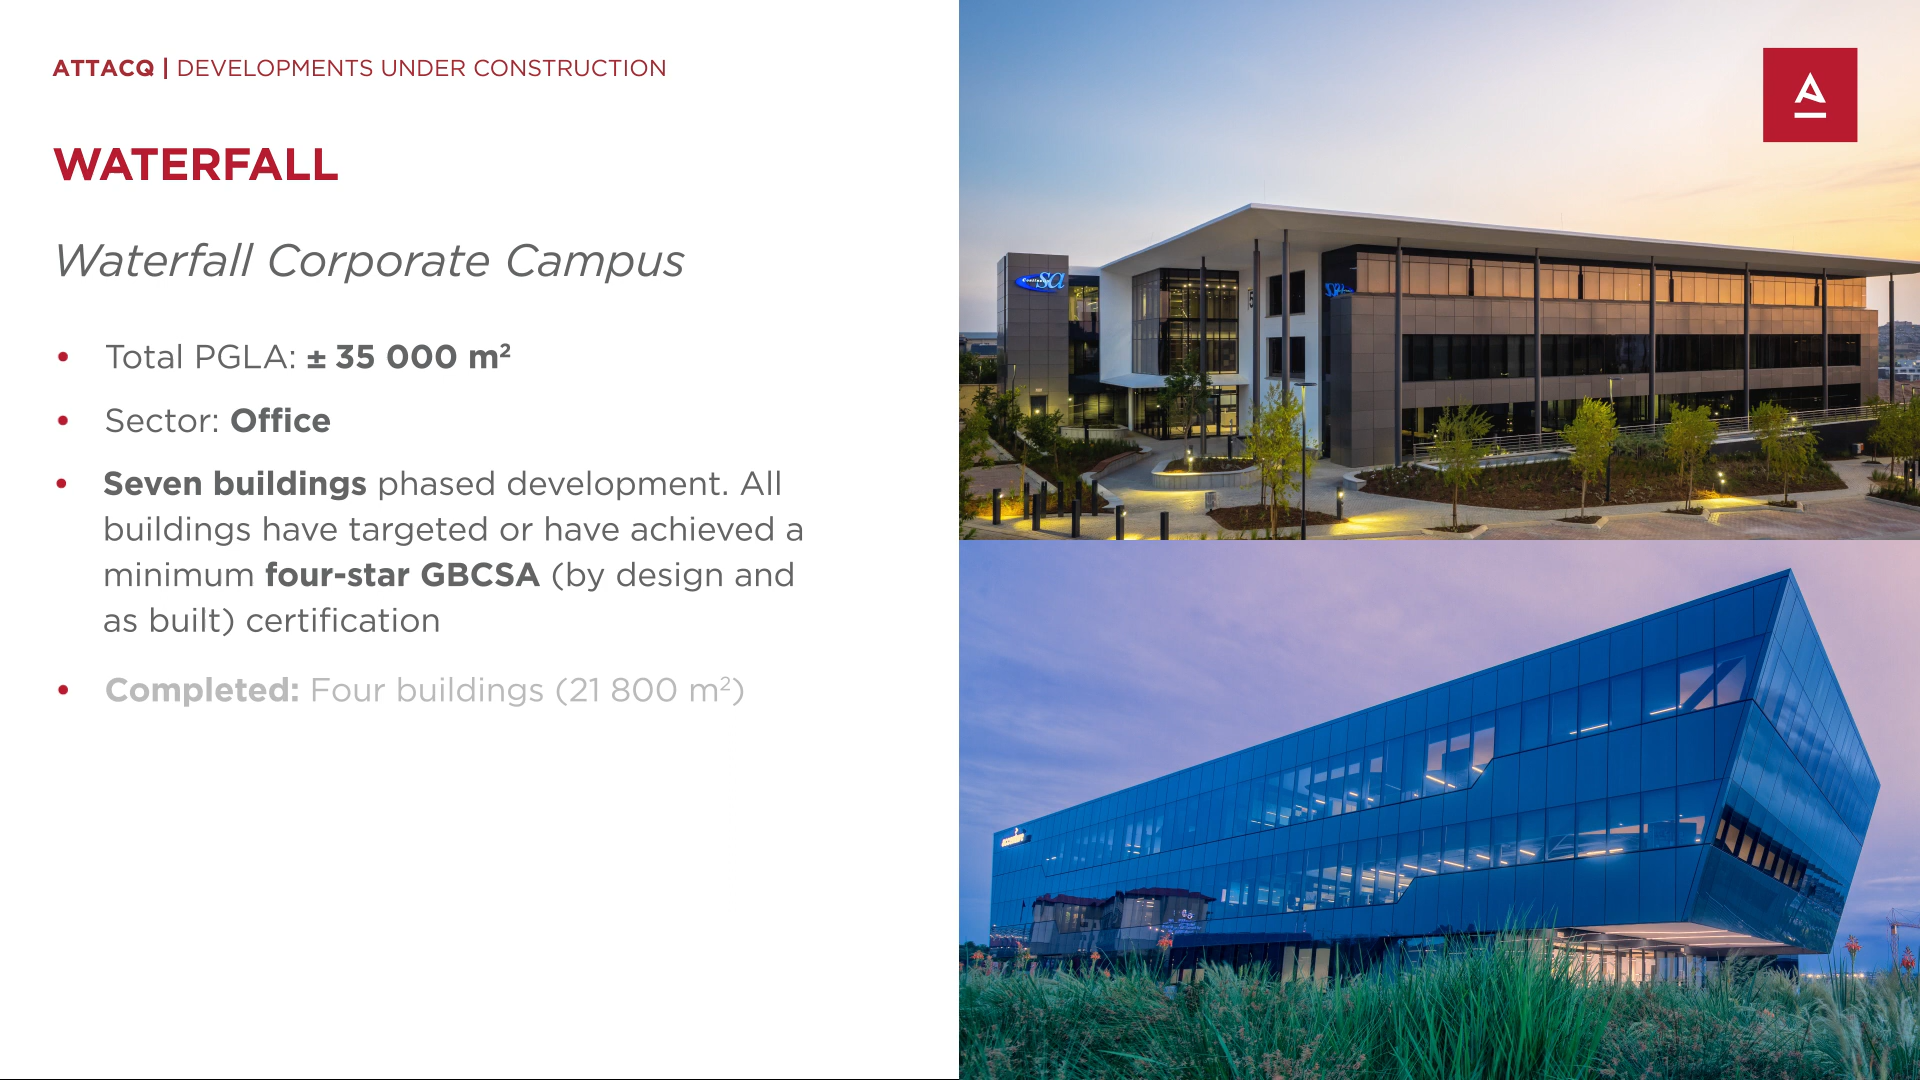 ATTACQ | DEVELOPMENTS UNDER CONSTRUCTION
WATERFALL
Waterfall Corporate Campus
• Total PGLA: ± 35 000 m²
• Sector: Office
• Seven buildings phased development. All
buildings have targeted or have achieved a
minimum four-star GBCSA (by design and
as built) certification
• Completed: Four buildings (21 800 m²)
sa
accenture